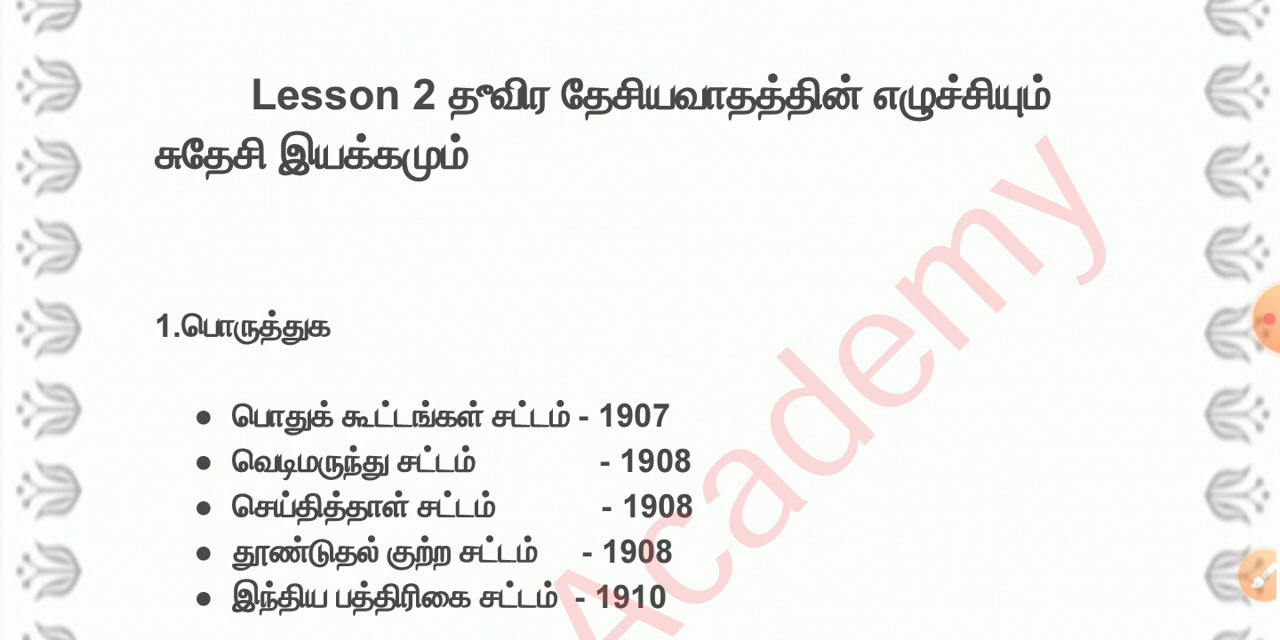 Lesson 2 தீவிர தேசியவாதத்தின் எழுச்சியும்
சுதேசி இயக்கமும்
1.பொருத்துக
● பொதுக் கூட்டங்கள் சட்டம் - 1907
● வெடிமருந்து சட்டம் - 1908
● செய்தித்தாள் சட்டம் - 1908
● தூண்டுதல் குற்ற சட்டம் - 1908
● இந்திய பத்திரிகை சட்டம் - 1910
Academy